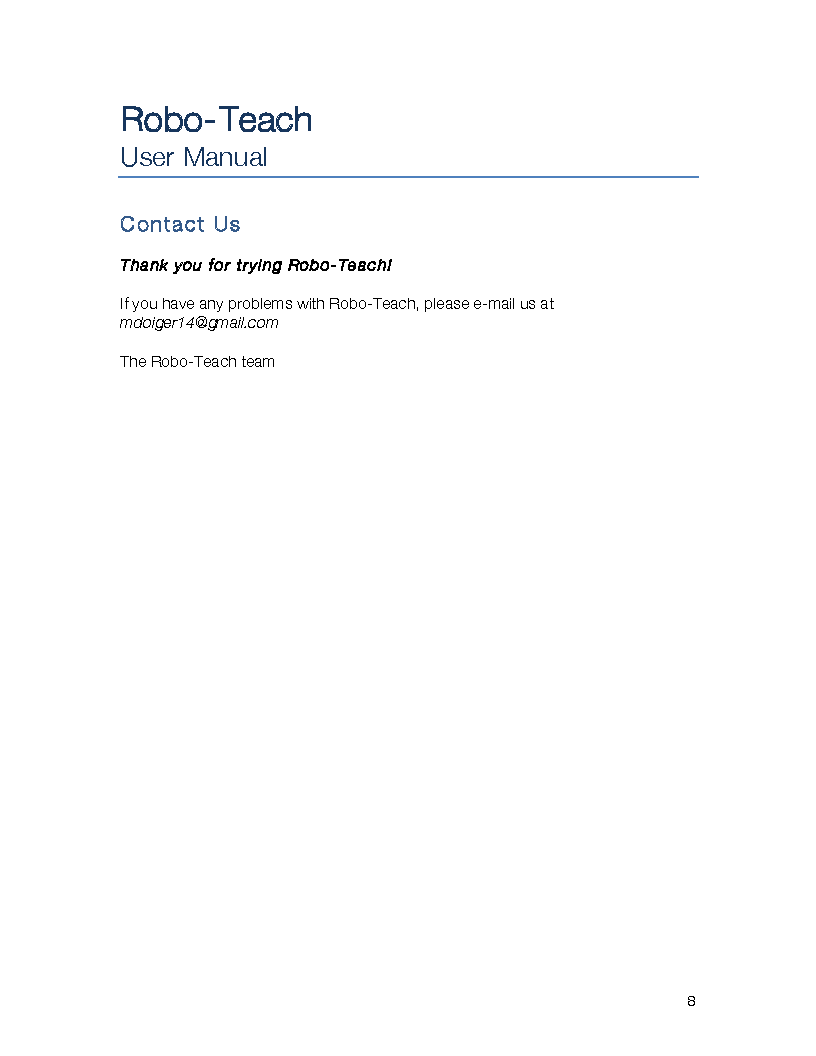 Robo-Teach
User Manual
Contact Us
Thank you for trying Robo-Teach!
If you have any problems with Robo-Teach, please e-mail us at
mdoiger14@gmail.com
The Robo-Teach team
8